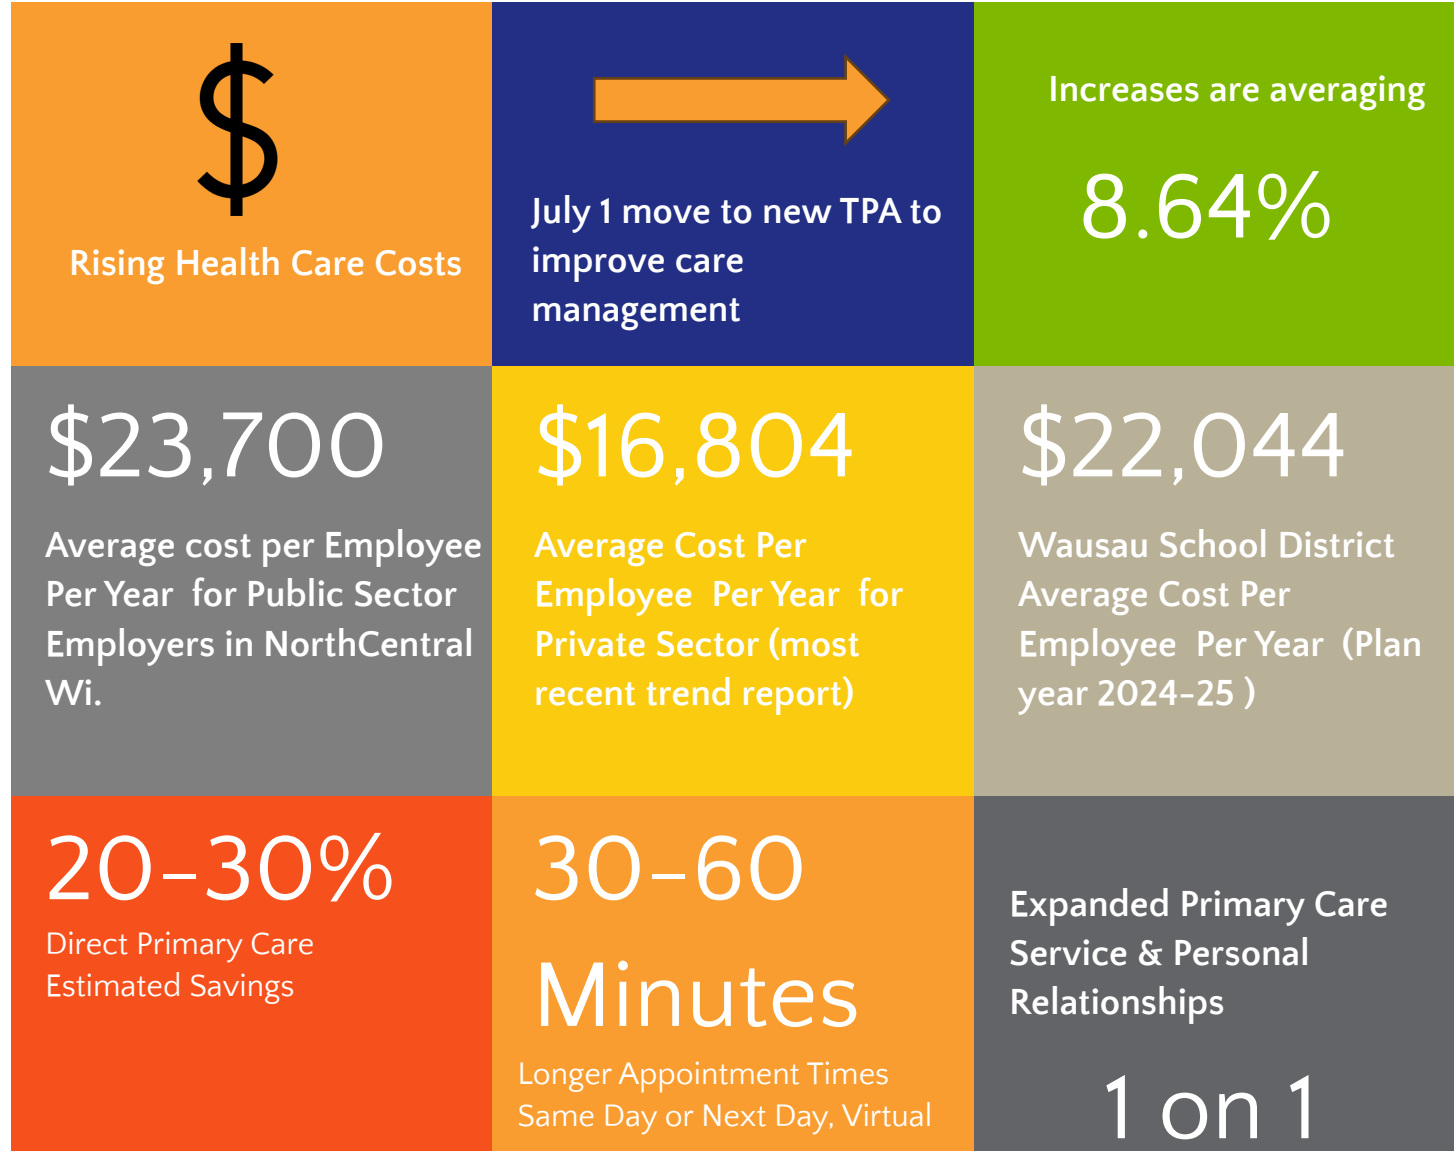 $
Rising Health Care Costs
July 1 move to new TPA to
improve care
management
Increases are averaging
8.64%
$23,700
Average cost per Employee
Per Year for Public Sector
Employers in NorthCentral
Wi.
$16,804
Average Cost Per
Employee Per Year for
Private Sector (most
recent trend report)
$22,044
Wausau School District
Average Cost Per
Employee Per Year (Plan
year 2024-25 )
20-30%
Direct Primary Care
Estimated Savings
30-60
Minutes
Longer Appointment Times
Same Day or Next Day, Virtual
Expanded Primary Care
Service & Personal
Relationships
1 on 1